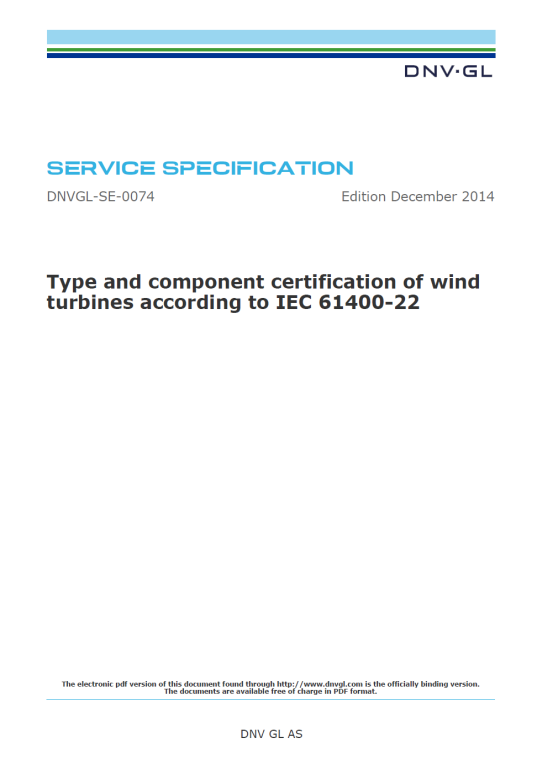 DNV·GL
SERVICE SPECIFICATION
DNVGL-SE-0074 Edition December 2014
Type and component certification of wind
turbines according to IEC 61400-22
The electronic pdf version of this document found through http://www.dnvgl.com is the officially binding version.
The documents are available free of charge in PDF format.
DNV GL AS